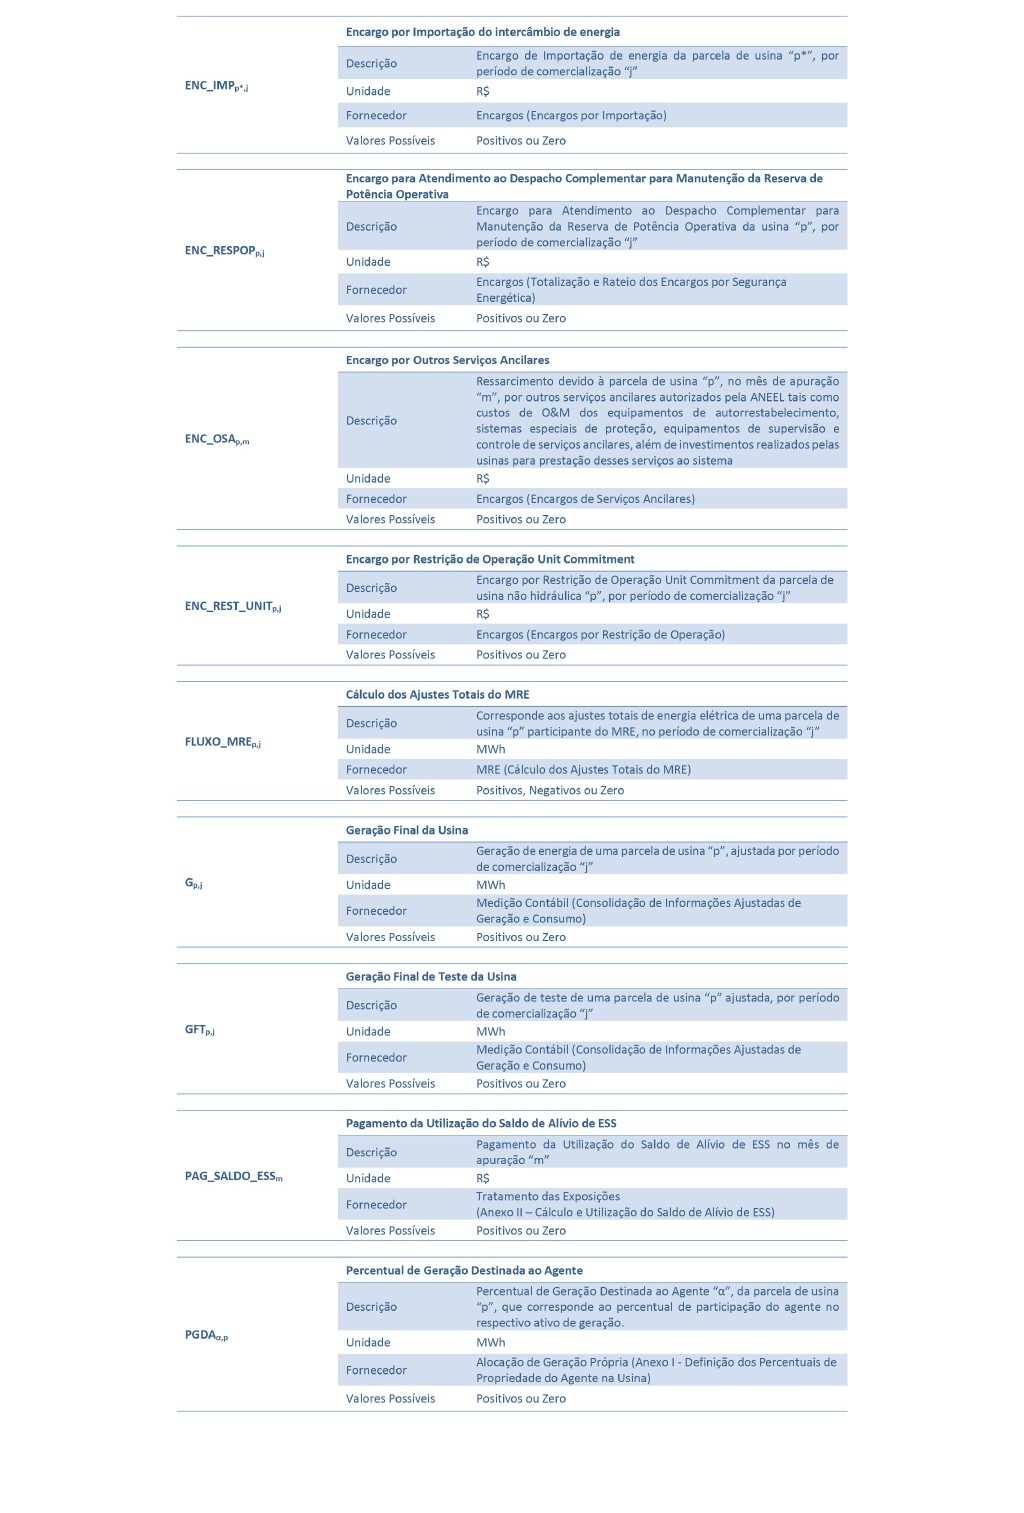 Encargo por Importação do intercâmbio de energia
ENC_IMPp*,j
Descrição
Encargo de Importação de energia da parcela de usina “p*”, por
período de comercialização “j”
Unidade
R$
Fornecedor
Encargos (Encargos por Importação)
Valores Possíveis
Positivos ou Zero
Encargo para Atendimento ao Despacho Complementar para Manutenção da Reserva de
Potência Operativa
ENC_RESPOPp,j
Descrição
Encargo para Atendimento ao Despacho Complementar para
Manutenção da Reserva de Potência Operativa da usina “p”, por
período de comercialização “j”
Unidade
R$
Fornecedor
Encargos (Totalização e Rateio dos Encargos por Segurança
Energética)
Valores Possíveis
Positivos ou Zero
Encargo por Outros Serviços Ancilares
ENC_OSAp,m
Descrição
Ressarcimento devido à parcela de usina “p”, no mês de apuração
“m”, por outros serviços ancilares autorizados pela ANEEL tais como
custos de O&M dos equipamentos de autorrestabelecimento,
sistemas especiais de proteção, equipamentos de supervisão e
controle de serviços ancilares, além de investimentos realizados pelas
usinas para prestação desses serviços ao sistema
Unidade
R$
Fornecedor
Encargos (Encargos de Serviços Ancilares)
Valores Possíveis
Positivos ou Zero
Encargo por Restrição de Operação Unit Commitment
ENC_REST_UNITp,j
Descrição
Encargo por Restrição de Operação Unit Commitment da parcela de
usina não hidráulica “p”, por período de comercialização “j”
Unidade
R$
Fornecedor
Encargos (Encargos por Restrição de Operação)
Valores Possíveis
Positivos ou Zero
Cálculo dos Ajustes Totais do MRE
FLUXO_MREp,j
Descrição
Corresponde aos ajustes totais de energia elétrica de uma parcela de
usina “p” participante do MRE, no período de comercialização “j”
Unidade
MWh
Fornecedor
MRE (Cálculo dos Ajustes Totais do MRE)
Valores Possíveis
Positivos, Negativos ou Zero
Geração Final da Usina
Gp,j
Descrição
Geração de energia de uma parcela de usina “p”, ajustada por período
de comercialização “j”
Unidade
MWh
Fornecedor
Medição Contábil (Consolidação de Informações Ajustadas de
Geração e Consumo)
Valores Possíveis
Positivos ou Zero
Geração Final de Teste da Usina
GFTp,j
Descrição
Geração de teste de uma parcela de usina “p” ajustada, por período
de comercialização “j”
Unidade
MWh
Fornecedor
Medição Contábil (Consolidação de Informações Ajustadas de
Geração e Consumo)
Valores Possíveis
Positivos ou Zero
Pagamento da Utilização do Saldo de Alívio de ESS
PAG_SALDO_ESSm
Descrição
Pagamento da Utilização do Saldo de Alívio de ESS no mês de
apuração “m”
Unidade
R$
Fornecedor
Tratamento das Exposições
(Anexo II – Cálculo e Utilização do Saldo de Alívio de ESS)
Valores Possíveis
Positivos ou Zero
Percentual de Geração Destinada ao Agente
PGDAα,p
Descrição
Percentual de Geração Destinada ao Agente “α”, da parcela de usina
“p”, que corresponde ao percentual de participação do agente no
respectivo ativo de geração.
Unidade
MWh
Fornecedor
Alocação de Geração Própria (Anexo I - Definição dos Percentuais de
Propriedade do Agente na Usina)
Valores Possíveis
Positivos ou Zero